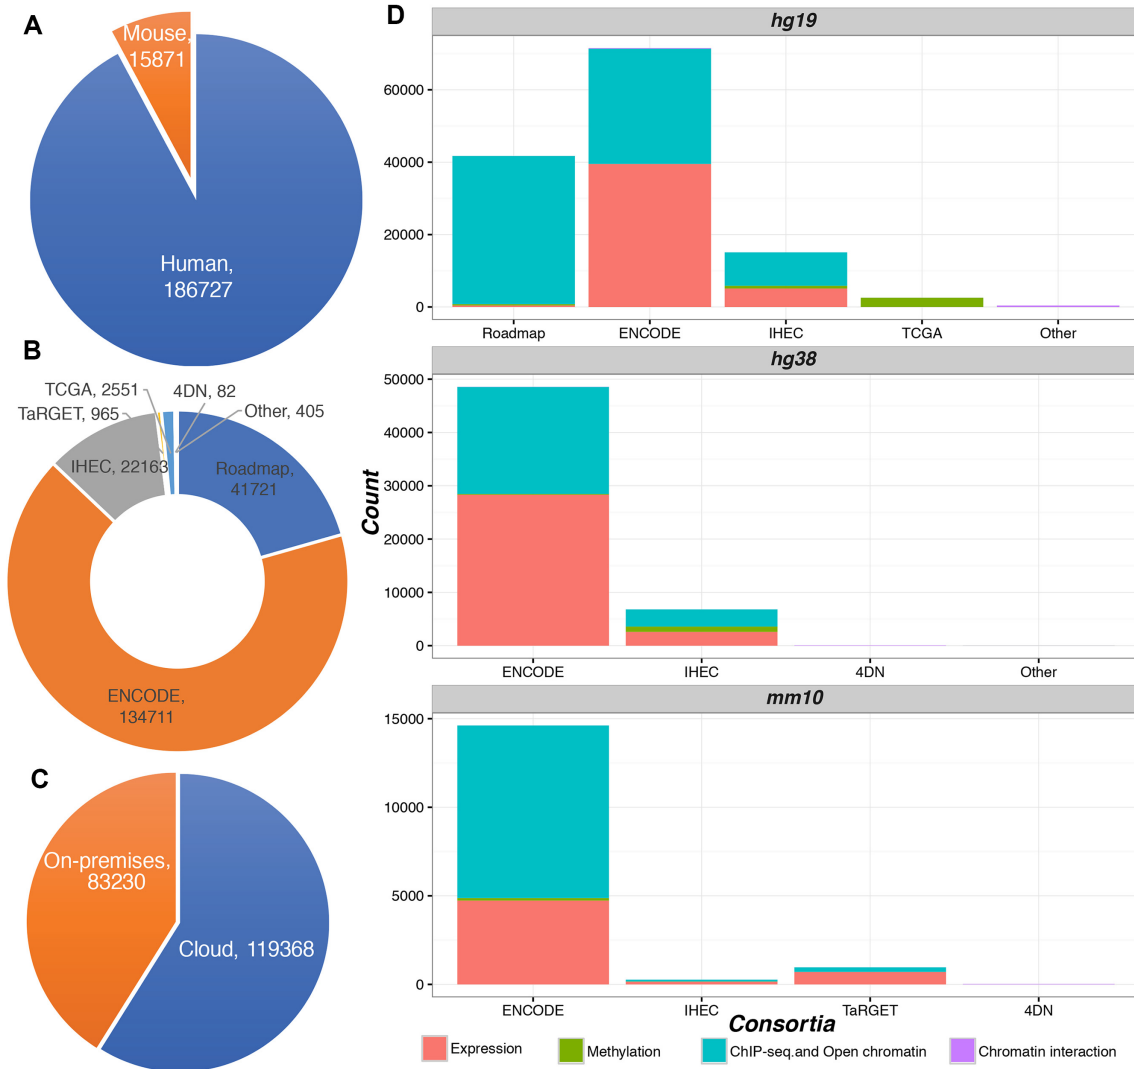 A
Mouse,
15871
Human,
186727
B
TCGA, 2551
4DN, 82
TaRGET, 965
Other, 405
IHEC, 22163
Roadmap,
41721
ENCODE,
134711
C
On-premises,
83230
Cloud, 119368
D
hg19
60000
40000
20000
0
Roadmap ENCODE IHEC TCGA Other
hg38
50000
40000
30000
20000
10000
0
ENCODE IHEC 4DN Other
Count
mm10
15000
10000
5000
0
ENCODE IHEC TaRGET 4DN
Consortia
Expression Methylation ChIP-seq.and Open chromatin Chromatin interaction